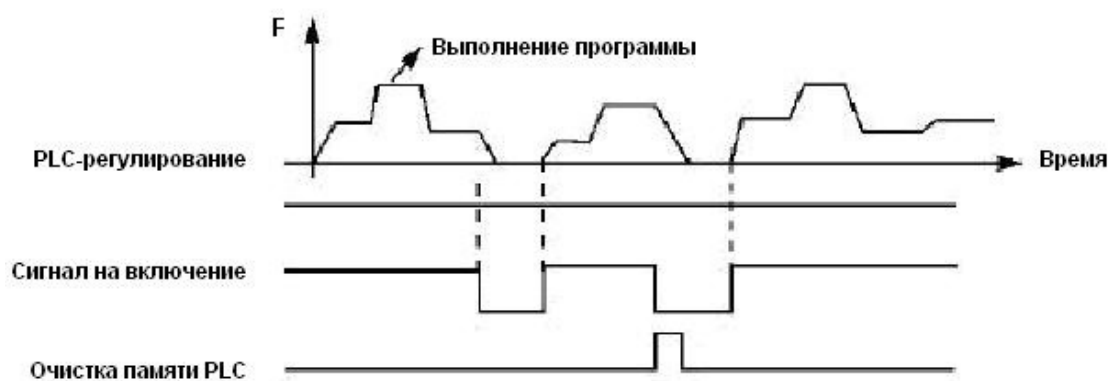 F
Выполнение программы
PLC-регулирование
Время
Сигнал на включение
Очистка памяти PLC